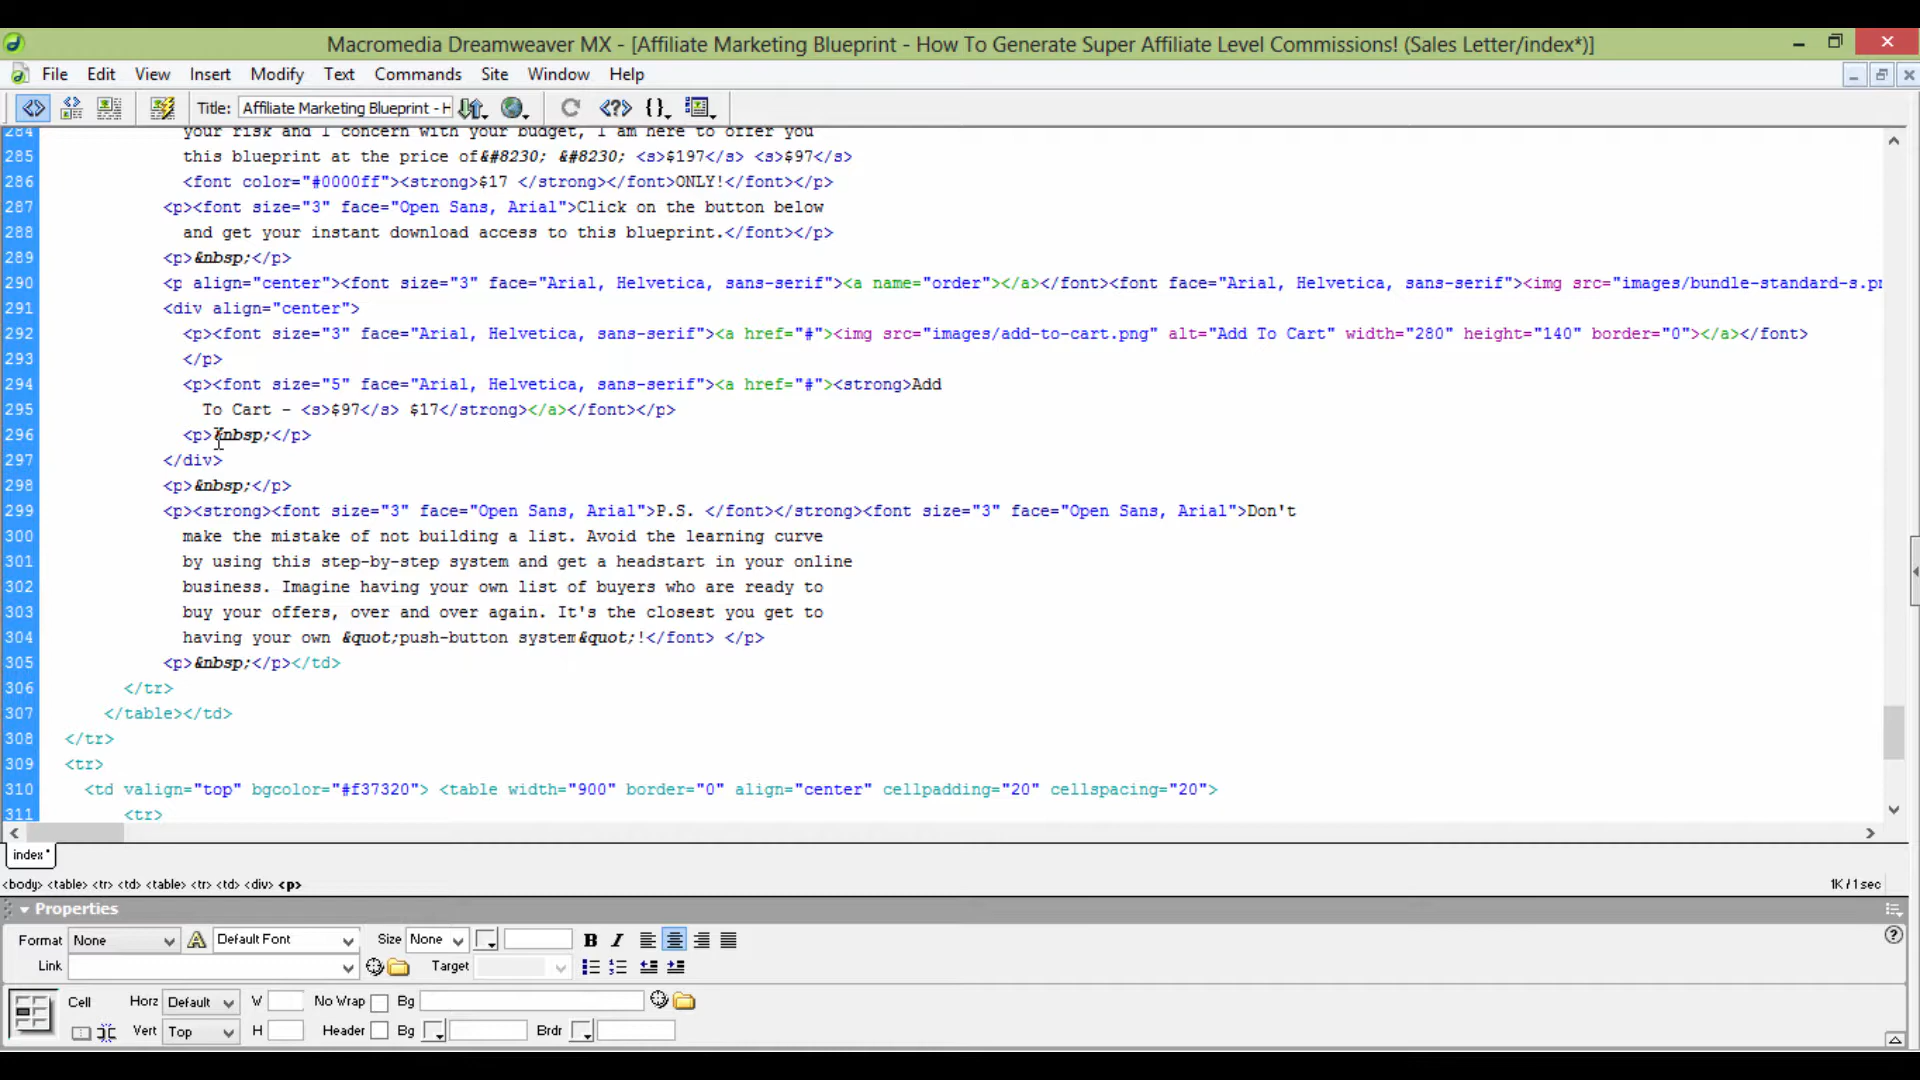 Macromedia Dreamweaver MX - [Affiliate Marketing Blueprint - How To Generate Super Affiliate Level Commissions! (Sales Letter/index*)]
File Edit View Insert Modify Text Commands Site Window Help
Title: Affiliate Marketing Blueprint - H
284 your risk and I concern with your budget, I am here to offer you
285 this blueprint at the price of&#8230; &#8230; <s>$197</s> <s>$97</s>
286 <font color="#0000ff"><strong>$17 </strong></font>ONLY!</font></p>
287 <p><font size="3" face="Open Sans, Arial">Click on the button below
288 and get your instant download access to this blueprint.</font></p>
289 <p>&nbsp;</p>
290 <p align="center"><font size="3" face="Arial, Helvetica, sans-serif"><a name="order"></a></font><font face="Arial, Helvetica, sans-serif"><img src="images/bundle-standard-s.pn
291 <div align="center">
292 <p><font size="3" face="Arial, Helvetica, sans-serif"><a href="#"><img src="images/add-to-cart.png" alt="Add To Cart" width="280" height="140" border="0"></a></font>
293 </p>
294 <p><font size="5" face="Arial, Helvetica, sans-serif"><a href="#"><strong>Add
295 To Cart - <s>$97</s> $17</strong></a></font></p>
296 <p>&nbsp;</p>
297 </div>
298 <p>&nbsp;</p>
299 <p><strong><font size="3" face="Open Sans, Arial">P.S. </font></strong><font size="3" face="Open Sans, Arial">Don't
300 make the mistake of not building a list. Avoid the learning curve
301 by using this step-by-step system and get a headstart in your online
302 business. Imagine having your own list of buyers who are ready to
303 buy your offers, over and over again. It's the closest you get to
304 having your own &quot;push-button system&quot;!</font> </p>
305 <p>&nbsp;</p></td>
306 </tr>
307 </table></td>
308 </tr>
309 <tr>
310 <td valign="top" bgcolor="#f37320"> <table width="900" border="0" align="center" cellpadding="20" cellspacing="20">
311 <tr>
index*
<body> <table> <tr> <td> <table> <tr> <td> <div> <p> 1K / 1 sec
Properties
Format None Default Font Size None B I
Link Target
Cell Horz Default W No Wrap Bg
Vert Top H Header Bg Brdr